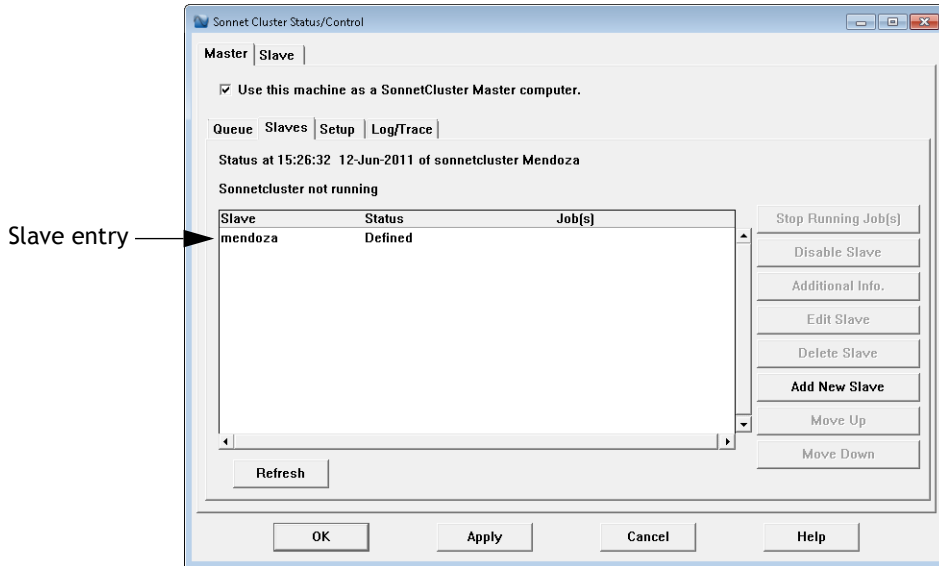 Sonnet Cluster Status/Control
Master
Slave
Use this machine as a SonnetCluster Master computer.
Queue
Slaves
Setup
Log/Trace
Status at 15:26:32 12-Jun-2011 of sonnetcluster Mendoza
Sonnetcluster not running
Slave Status Job(s)
mendoza Defined
Slave entry
Stop Running Job(s)
Disable Slave
Additional Info.
Edit Slave
Delete Slave
Add New Slave
Move Up
Move Down
Refresh
OK
Apply
Cancel
Help